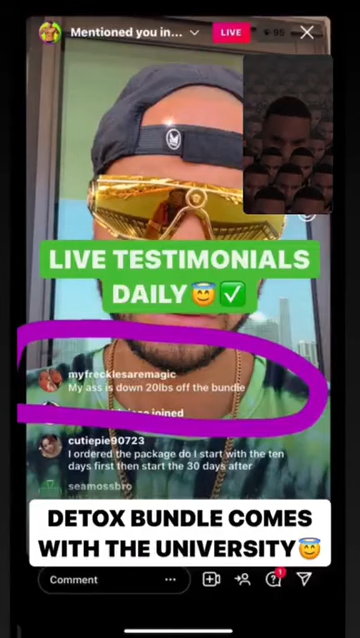 Mentioned you in...
LIVE
95
LIVE TESTIMONIALS
DAILY😇✅
myfrecklesaremagic
My ass is down 20lbs off the bundle
joined
cutiepie90723
I ordered the package do I start with the ten
days first then start the 30 days after
seamossbro
DETOX BUNDLE COMES
WITH THE UNIVERSITY😇
Comment
1